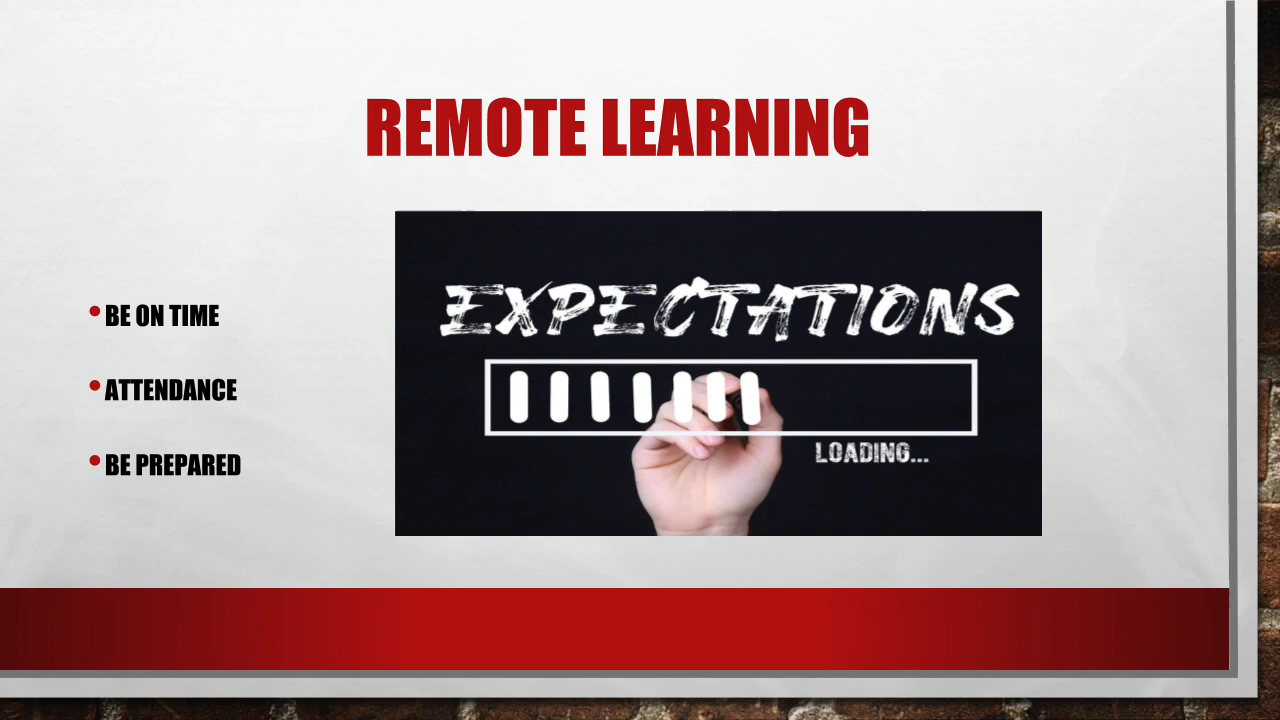 REMOTE LEARNING
• BE ON TIME
• ATTENDANCE
• BE PREPARED
EXPECTATIONS
LOADING...